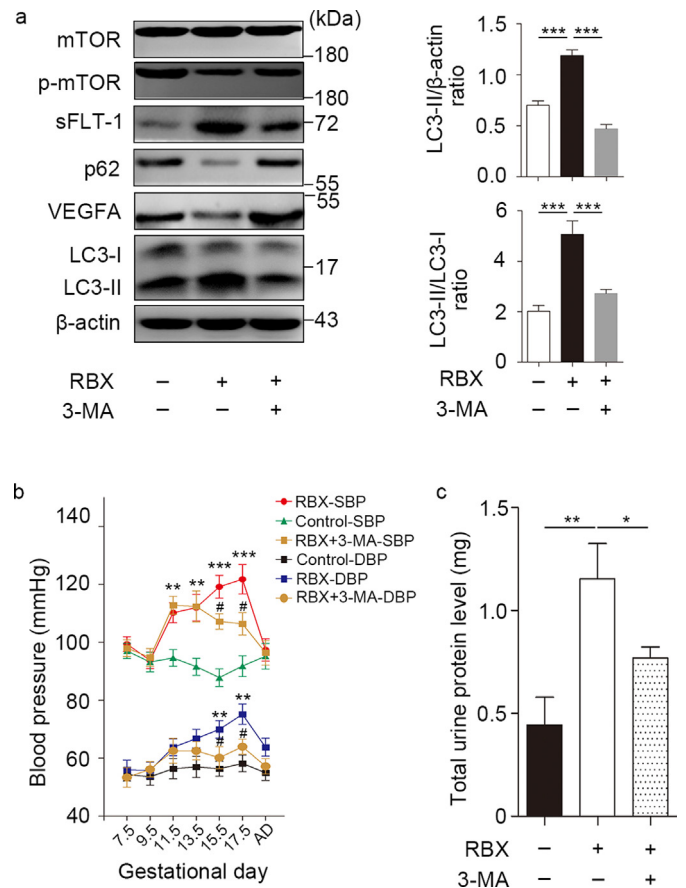 a
(kDa)
mTOR
180
p-mTOR
180
sFLT-1
72
p62
55
55
VEGFA
LC3-I
17
LC3-II
β-actin
43
RBX − + +
3-MA − − +
LC3-II/β-actin
ratio
1.5
1.0
0.5
0.0
*** ***
LC3-II/LC3-I
ratio
6
4
2
0
*** ***
RBX − + +
3-MA − − +
b
Blood pressure (mmHg)
140
120
100
80
60
40
** ** *** ***
# #
** **
# #
RBX-SBP
Control-SBP
RBX+3-MA-SBP
Control-DBP
RBX-DBP
RBX+3-MA-DBP
7.5 9.5 11.5 13.5 15.5 17.5 AD
Gestational day
c
Total urine protein level (mg)
1.5
1.0
0.5
0
** *
RBX − + +
3-MA − − +